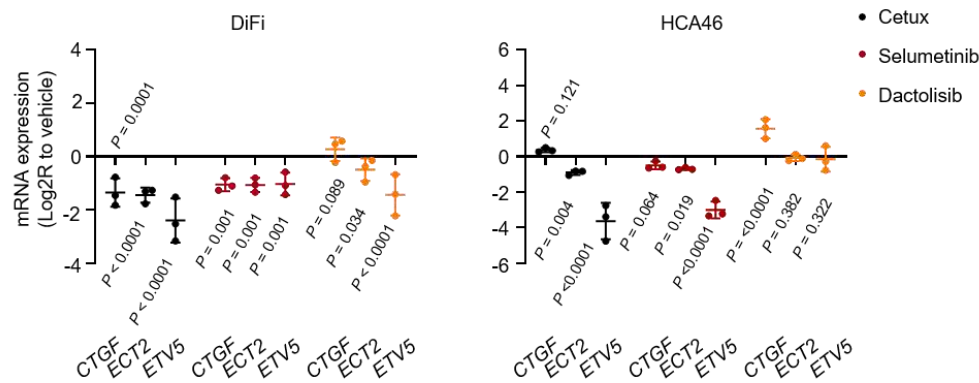 DiFi
HCA46
Cetux
Selumetinib
Dactolisib
mRNA expression
(Log2R to vehicle)
4
2
0
-2
-4
P = 0.0001
P < 0.0001
P < 0.0001
P = 0.001
P = 0.001
P = 0.001
P = 0.089
P = 0.034
P < 0.0001
CTGF
ECT2
ETV5
CTGF
ECT2
ETV5
CTGF
ECT2
ETV5
6
4
2
0
-2
-4
-6
P = 0.121
P = 0.004
P <0.0001
P = 0.064
P = 0.019
P <0.0001
P = <0.0001
P = 0.382
P = 0.322
CTGF
ECT2
ETV5
CTGF
ECT2
ETV5
CTGF
ECT2
ETV5